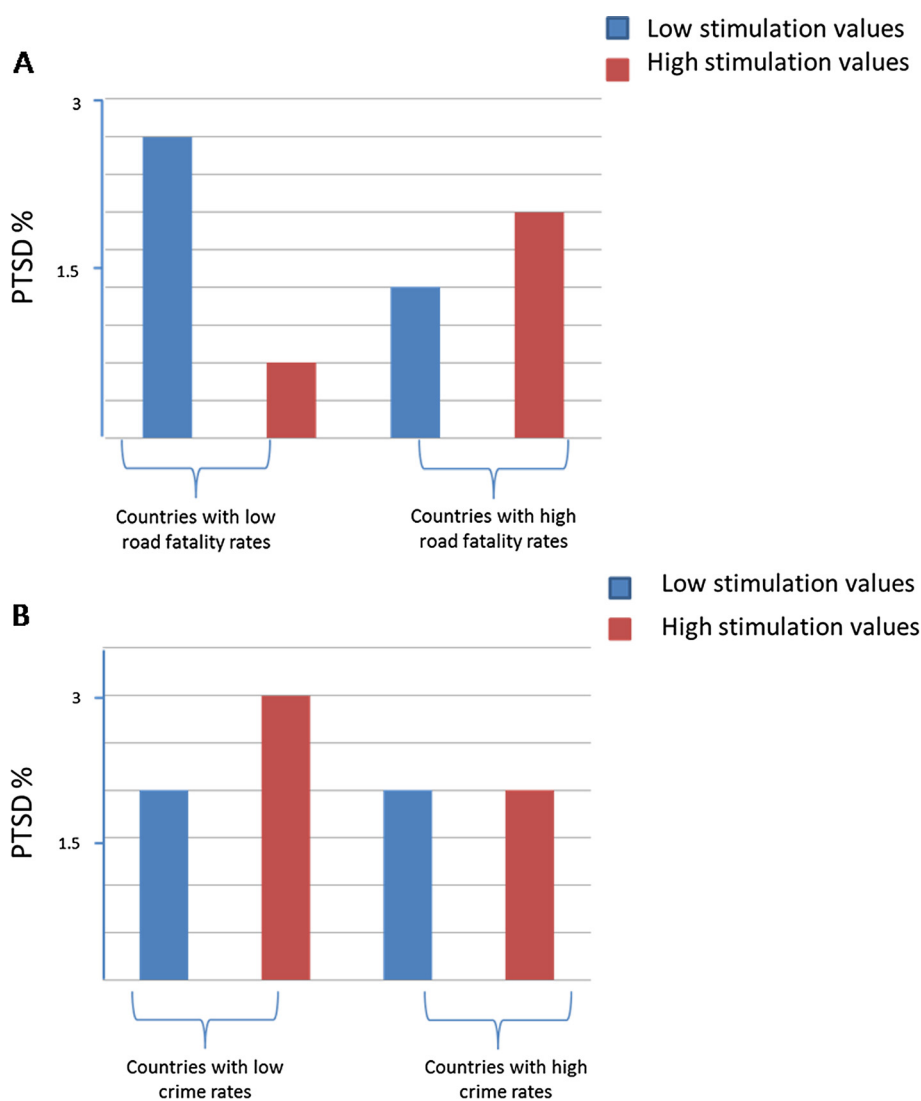 Low stimulation values
High stimulation values
A
3
1.5
PTSD %
Countries with low
road fatality rates
Countries with high
road fatality rates
Low stimulation values
High stimulation values
B
3
1.5
PTSD %
Countries with low
crime rates
Countries with high
crime rates